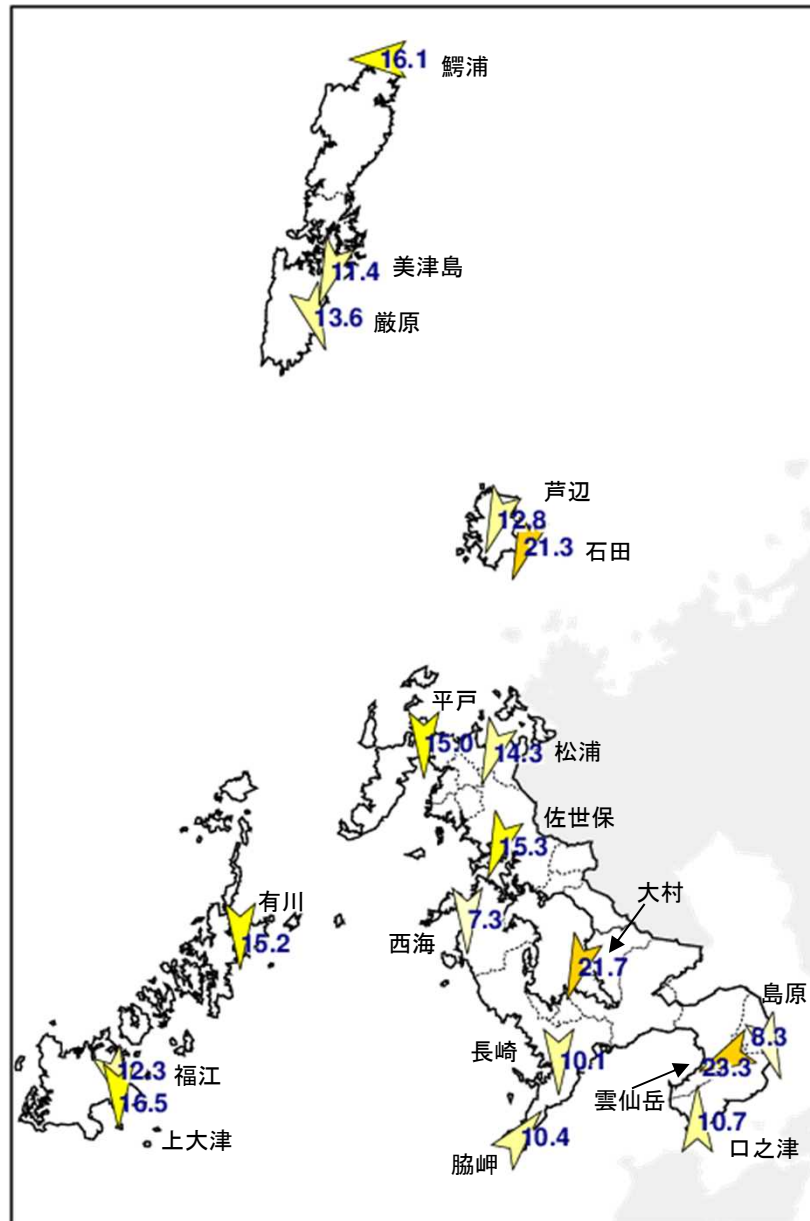 16.1 鰐浦
11.4 美津島
13.6 厳原
芦辺
12.8
21.3 石田
平戸
15.0
14.3 松浦
佐世保
15.3
大村
有川
7.3
15.2
西海
21.7
島原
8.3
長崎
10.1
23.3
12.3 福江
雲仙岳
16.5
10.7
上大津
10.4
脇岬
口之津